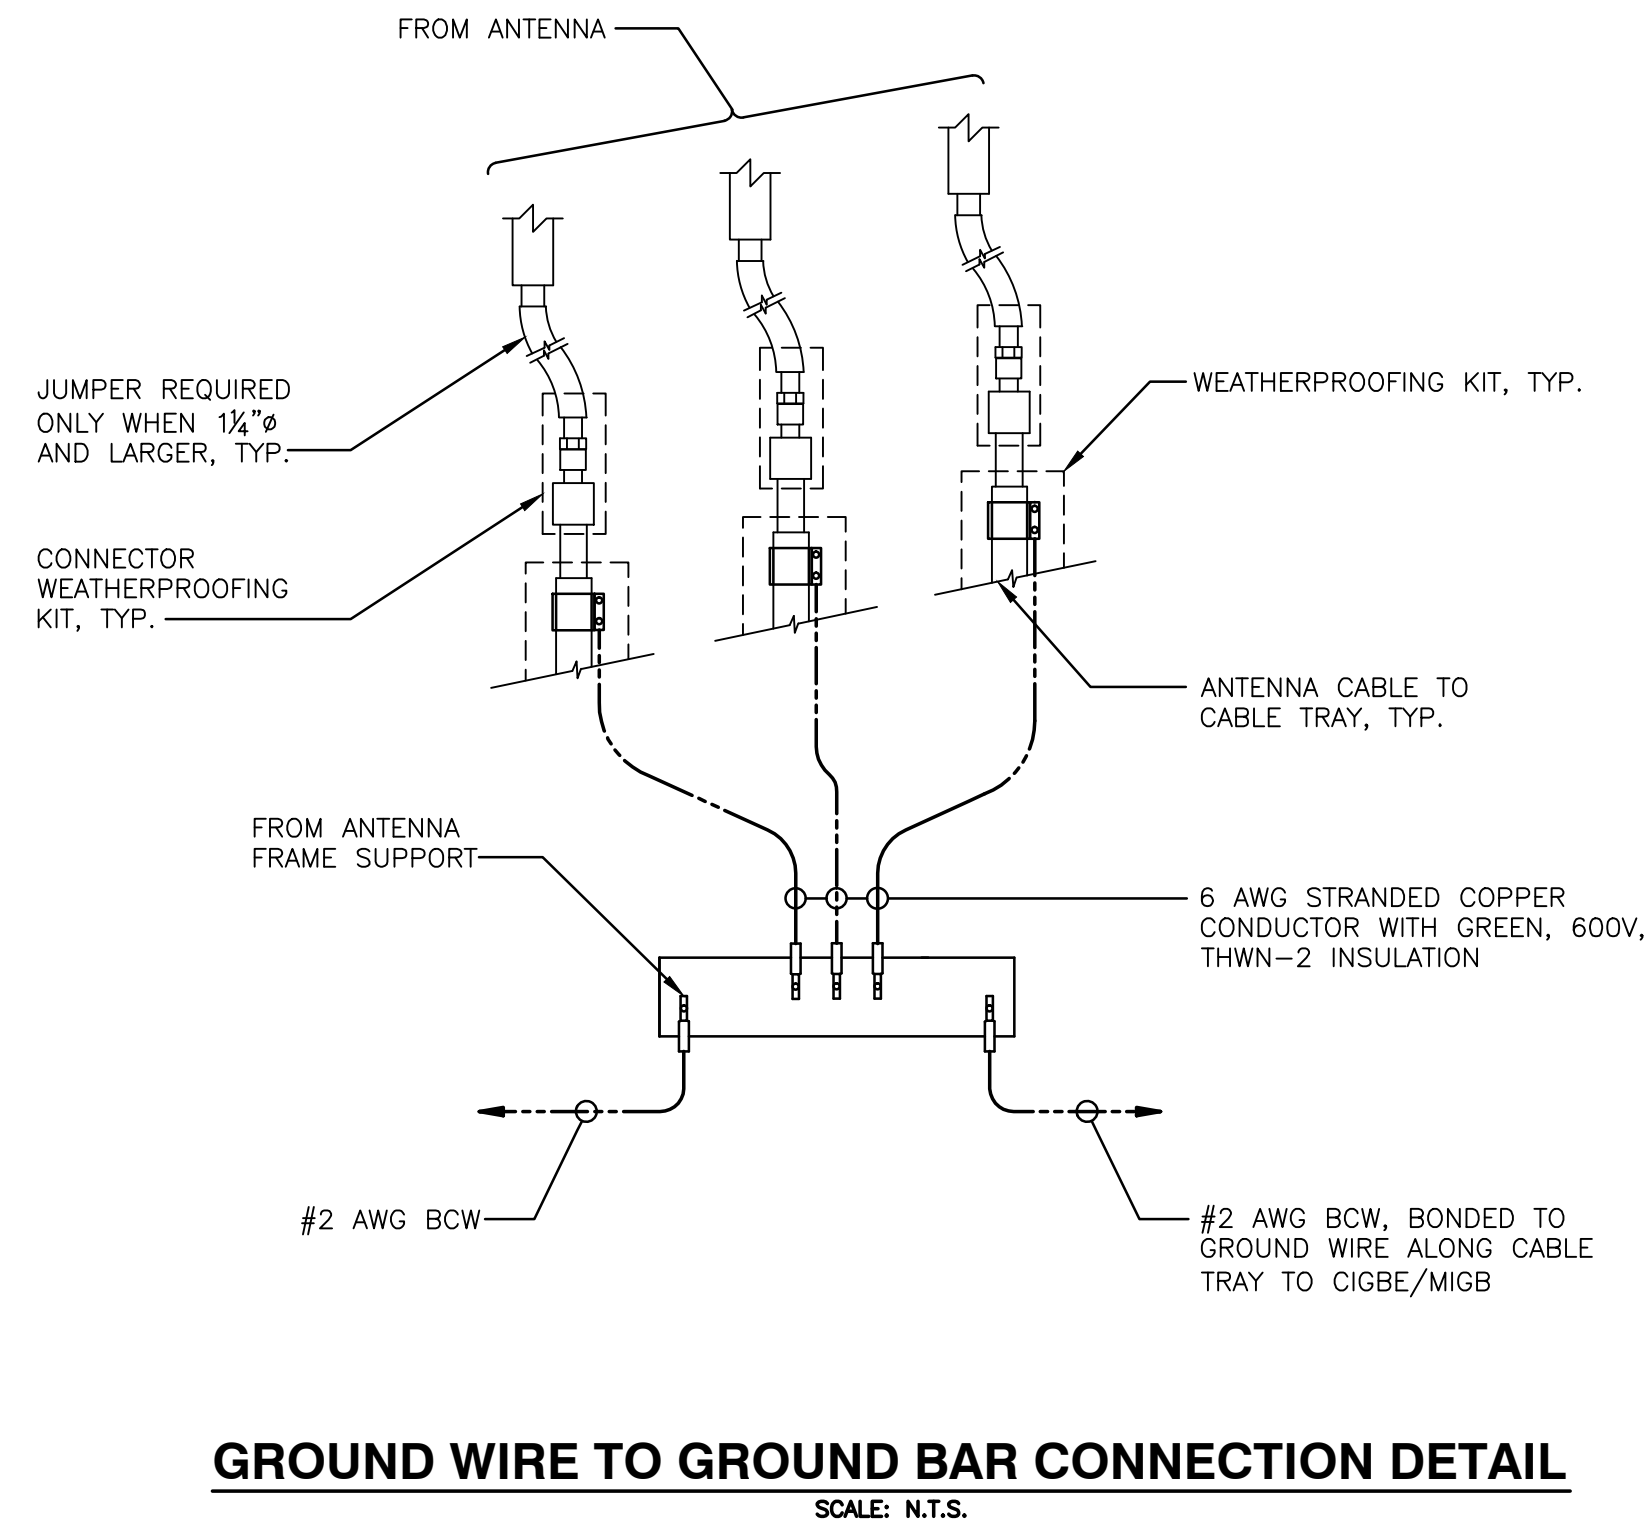 FROM ANTENNA
JUMPER REQUIRED
ONLY WHEN 1¼"ø
AND LARGER, TYP.
WEATHERPROOFING KIT, TYP.
CONNECTOR
WEATHERPROOFING
KIT, TYP.
ANTENNA CABLE TO
CABLE TRAY, TYP.
FROM ANTENNA
FRAME SUPPORT
6 AWG STRANDED COPPER
CONDUCTOR WITH GREEN, 600V,
THWN-2 INSULATION
#2 AWG BCW
#2 AWG BCW, BONDED TO
GROUND WIRE ALONG CABLE
TRAY TO CIGBE/MIGB
GROUND WIRE TO GROUND BAR CONNECTION DETAIL
SCALE: N.T.S.